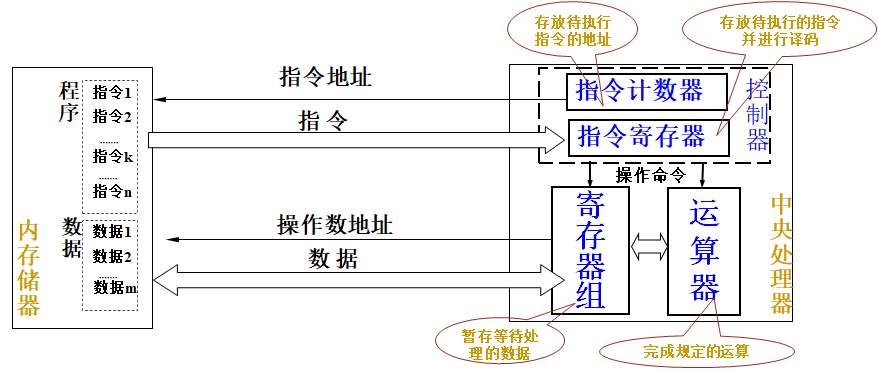 存放待执行
指令的地址
存放待执行的指令
并进行译码
指令地址
指令计数器
控制器
程序
指令1
指令2
......
指令k
.......
指令n
指 令
指令寄存器
操作命令
内存储器
数据
数据1
数据2
.......
数据m
操作数地址
数 据
寄存器组
运算器
中央处理器
暂存等待处
理的数据
完成规定的运算